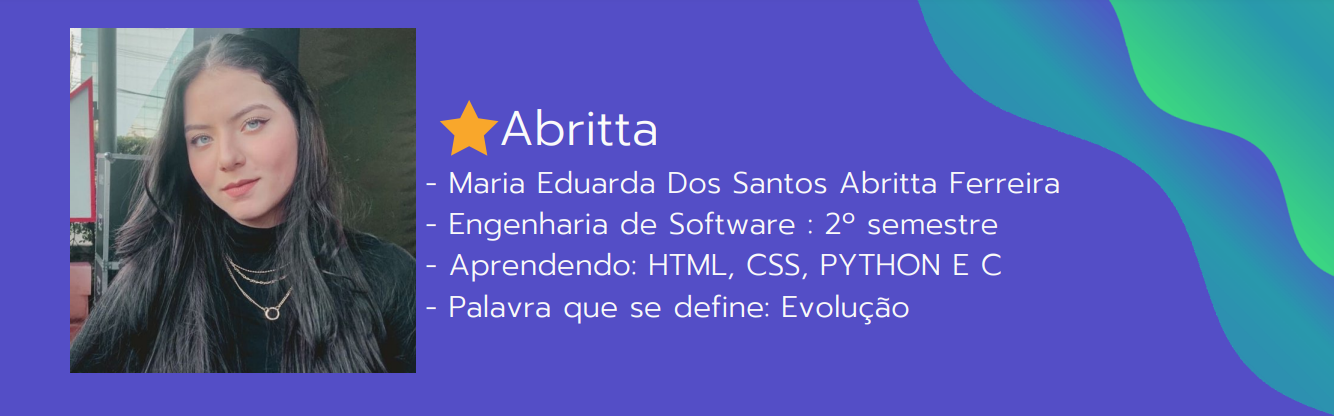 Abritta
- Maria Eduarda Dos Santos Abritta Ferreira
- Engenharia de Software : 2º semestre
- Aprendendo: HTML, CSS, PYTHON E C
- Palavra que se define: Evolução